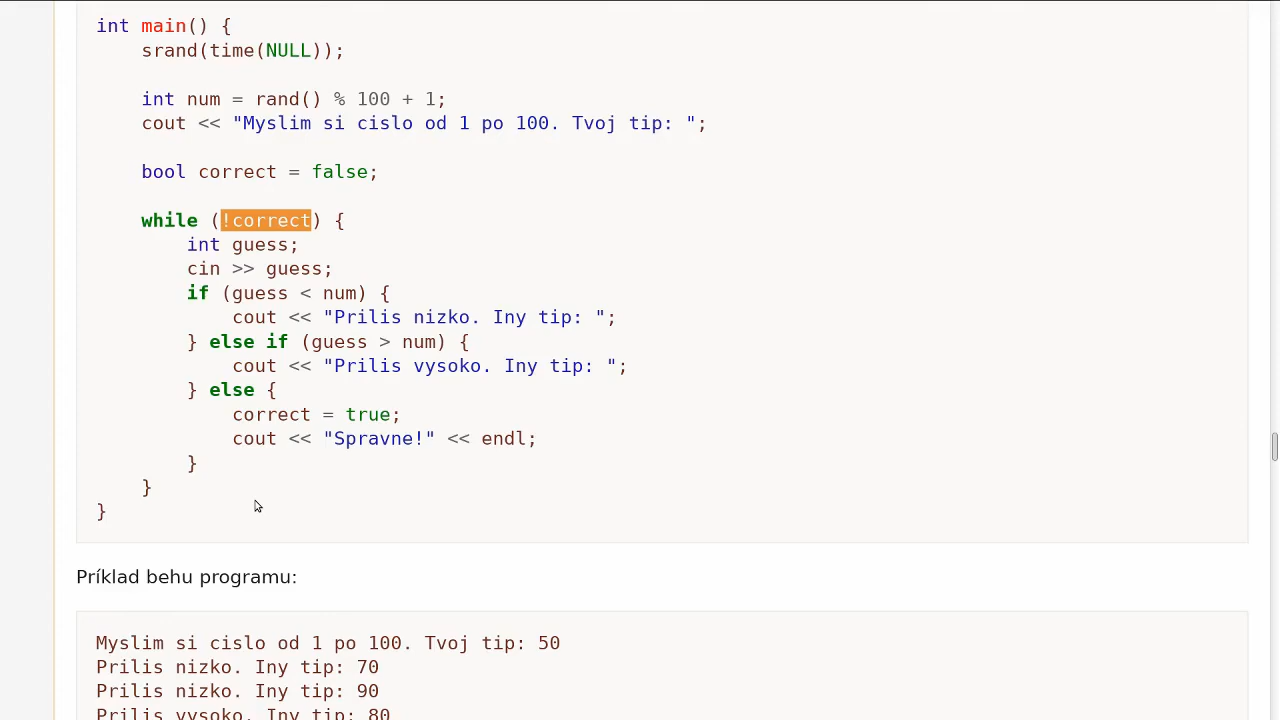 int main() {
srand(time(NULL));
int num = rand() % 100 + 1;
cout << "Myslim si cislo od 1 po 100. Tvoj tip: ";
bool correct = false;
while (!correct) {
int guess;
cin >> guess;
if (guess < num) {
cout << "Prilis nizko. Iny tip: ";
} else if (guess > num) {
cout << "Prilis vysoko. Iny tip: ";
} else {
correct = true;
cout << "Spravne!" << endl;
}
}
}
Príklad behu programu:
Myslim si cislo od 1 po 100. Tvoj tip: 50
Prilis nizko. Iny tip: 70
Prilis nizko. Iny tip: 90
Prilis vysoko. Iny tip: 80